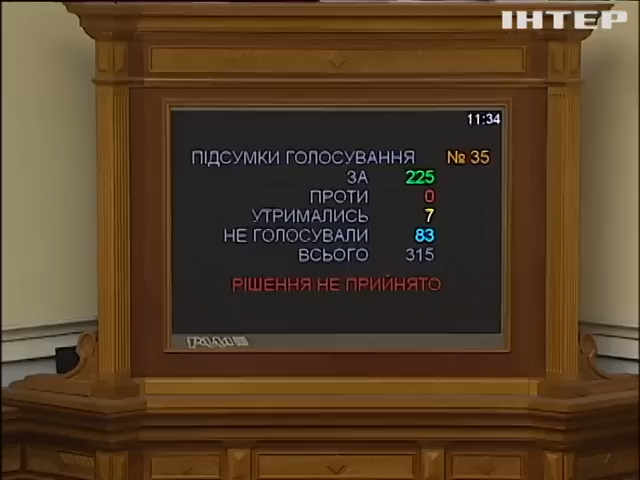 ІНТЕР
11:34
ПІДСУМКИ ГОЛОСУВАННЯ № 35
ЗА 225
ПРОТИ 0
УТРИМАЛИСЬ 7
НЕ ГОЛОСУВАЛИ 83
ВСЬОГО 315
РІШЕННЯ НЕ ПРИЙНЯТО